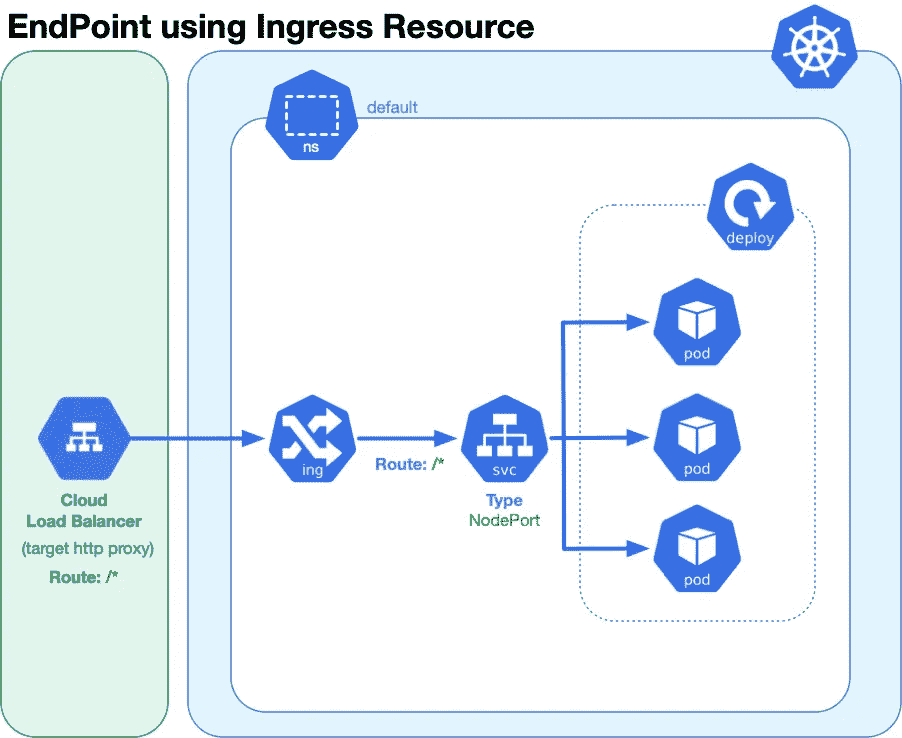 EndPoint using Ingress Resource
default
ns
deploy
pod
Cloud
Load Balancer
(target http proxy)
Route: /*
ing
Route: /*
svc
Type
NodePort
pod
pod